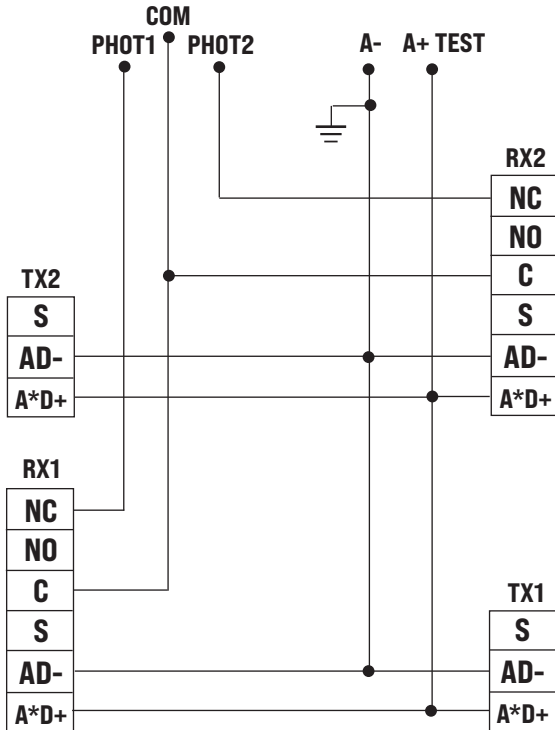 COM
PHOT1 PHOT2 A- A+ TEST
RX2
NC
NO
C
S
AD-
A*D+
TX2
S
AD-
A*D+
RX1
NC
NO
C
S
AD-
A*D+
TX1
S
AD-
A*D+